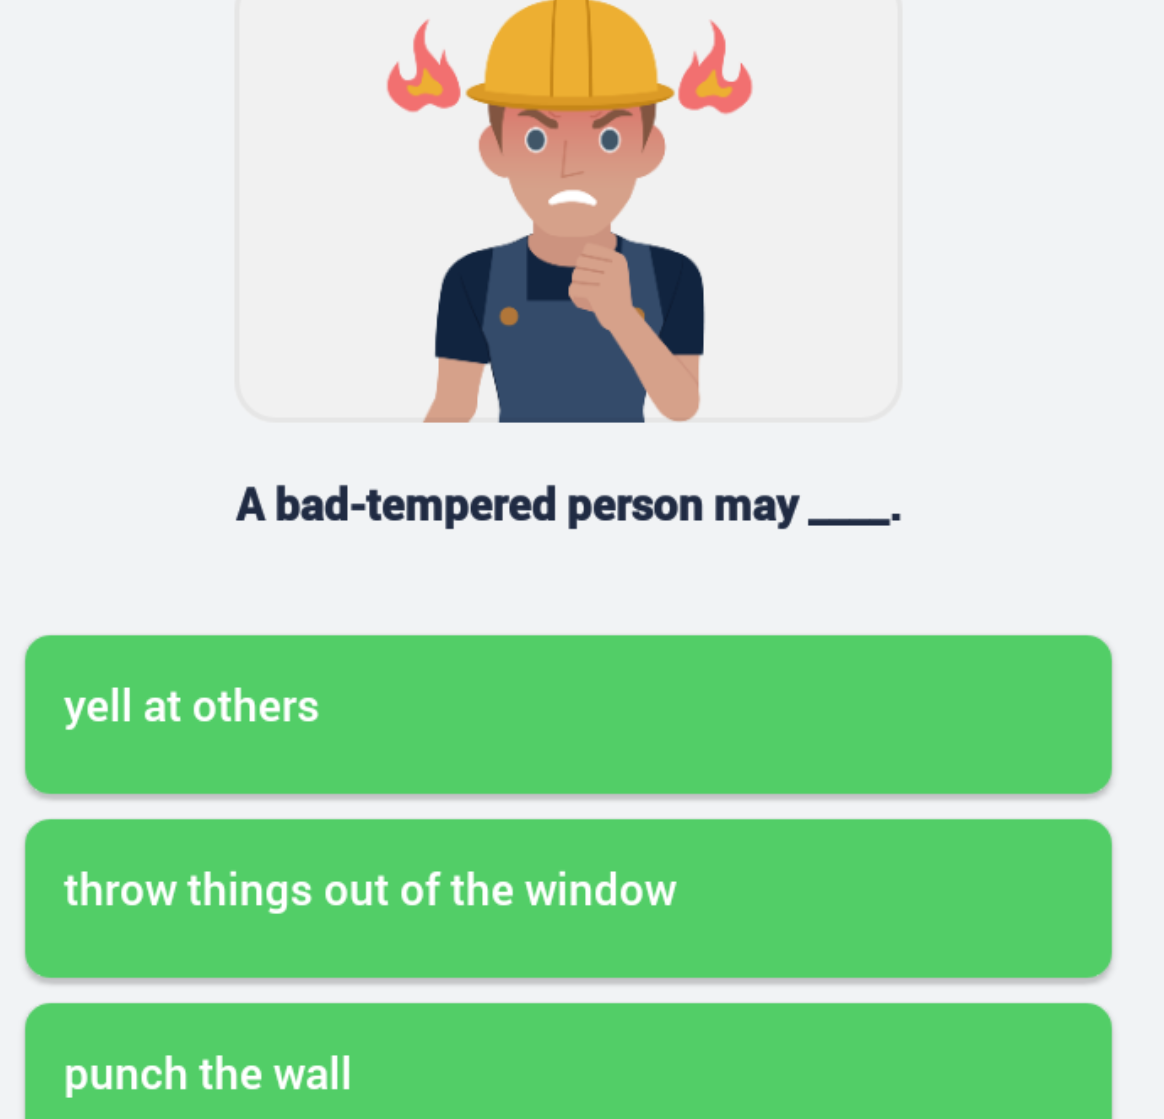 A bad-tempered person may ____.
yell at others
throw things out of the window
punch the wall